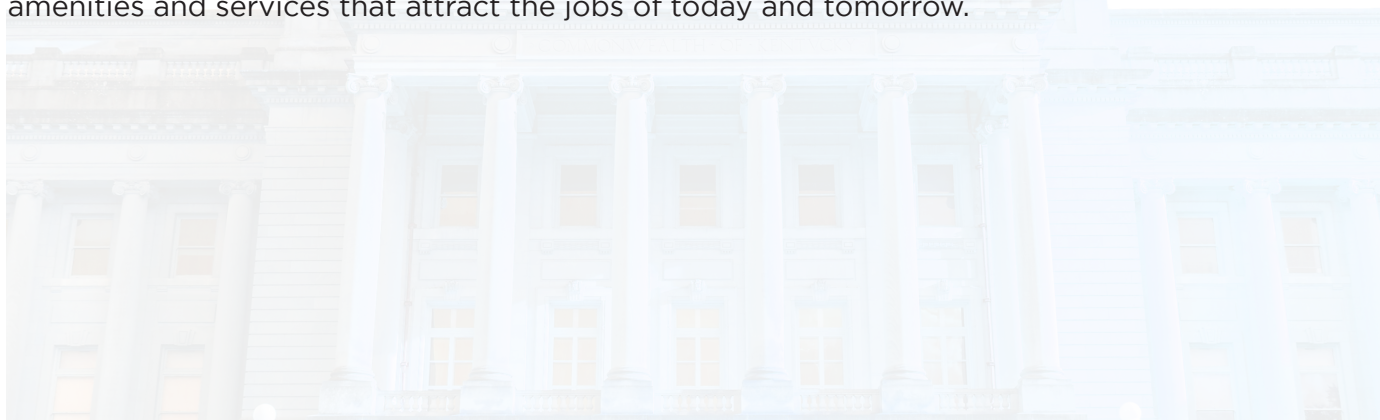 amenities and services that attract the jobs of today and tomorrow.